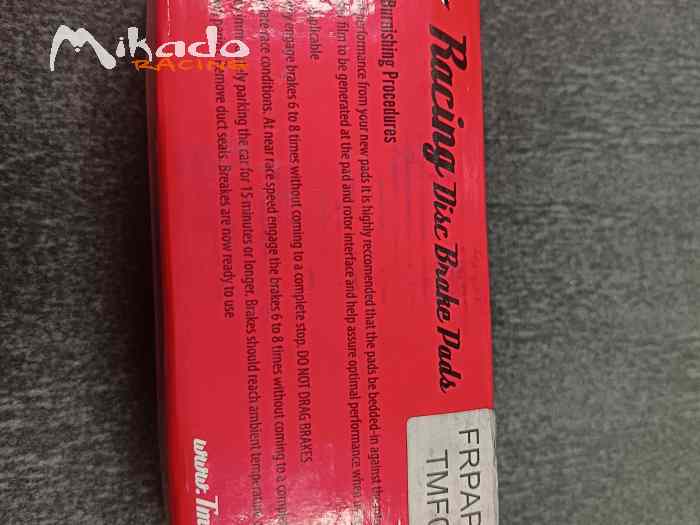 Mikado
RACING
Racing Disc Brake Pads
Burnishing Procedures
performance from your new pads it is highly reccomended that the pads be bedded-in against the
film to be generated at the pad and rotor interface and help assure optimal performance when
applicable
engage brakes 6 to 8 times without coming to a complete stop. DO NOT DRAG BRAKES
race conditions. At near race speed engage the brakes 6 to 8 times without coming to a
parking the car for 15 minutes or longer. Brakes should reach ambient temperature
remove duct seals. Breakes are now ready to use
FRPAF